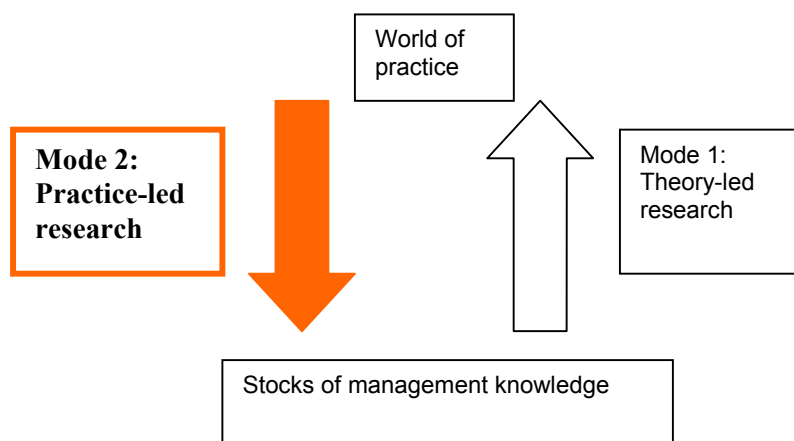 World of
practice
Mode 2:
Practice-led
research
Mode 1:
Theory-led
research
Stocks of management knowledge